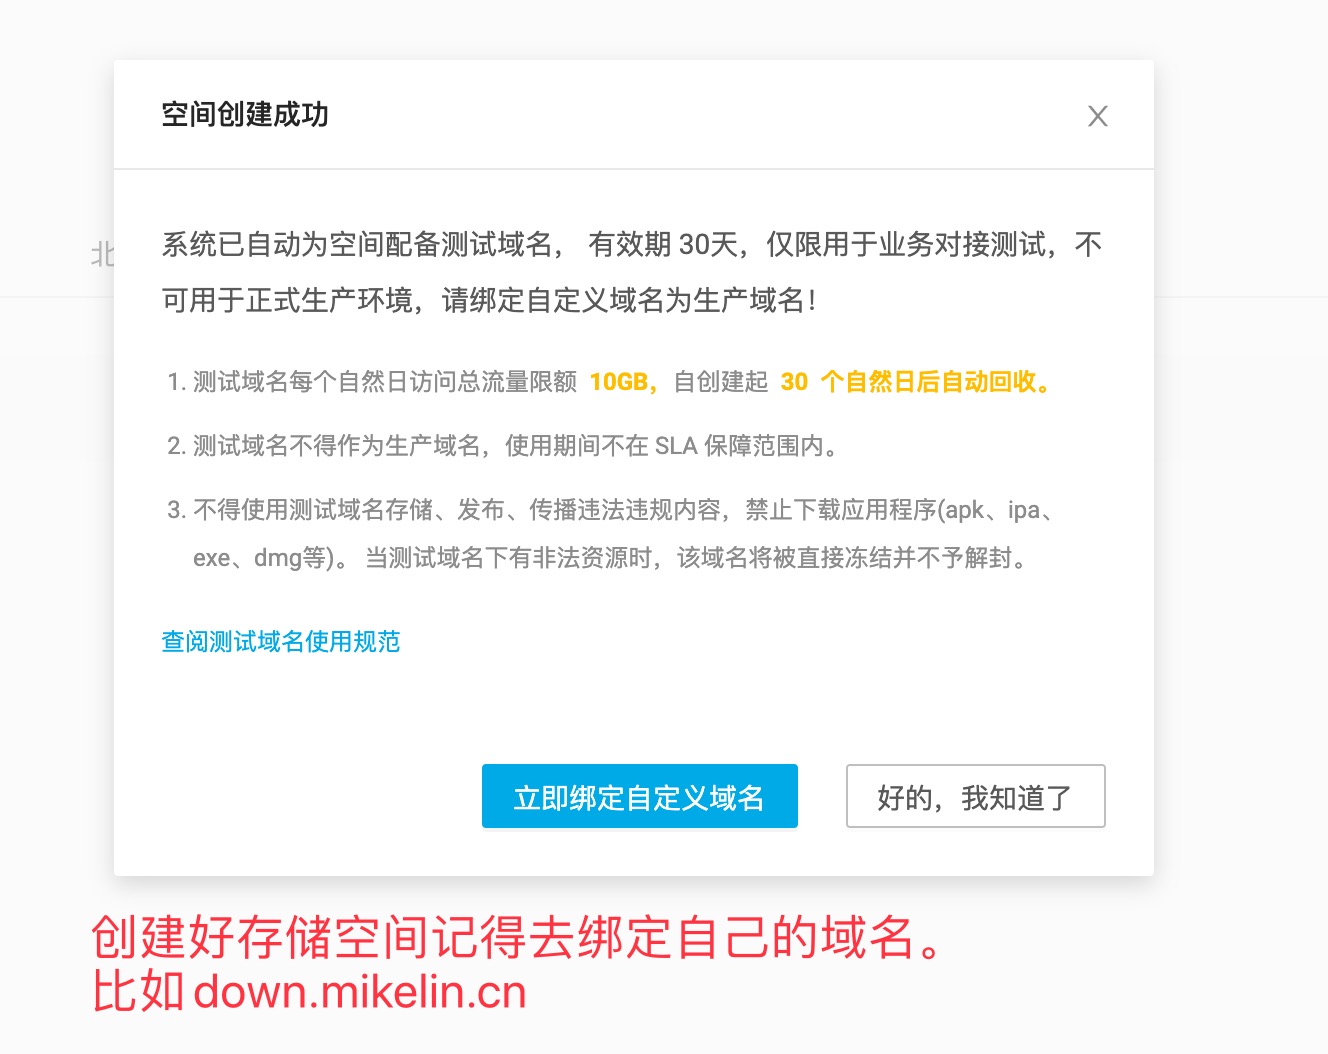 空间创建成功
X
北
系统已自动为空间配备测试域名， 有效期 30天，仅限用于业务对接测试，不
可用于正式生产环境，请绑定自定义域名为生产域名！
1. 测试域名每个自然日访问总流量限额 10GB，自创建起 30 个自然日后自动回收。
2. 测试域名不得作为生产域名，使用期间不在 SLA 保障范围内。
3. 不得使用测试域名存储、发布、传播违法违规内容，禁止下载应用程序(apk、ipa、
exe、dmg等)。 当测试域名下有非法资源时，该域名将被直接冻结并不予解封。
查阅测试域名使用规范
立即绑定自定义域名
好的，我知道了
创建好存储空间记得去绑定自己的域名。
比如down.mikelin.cn